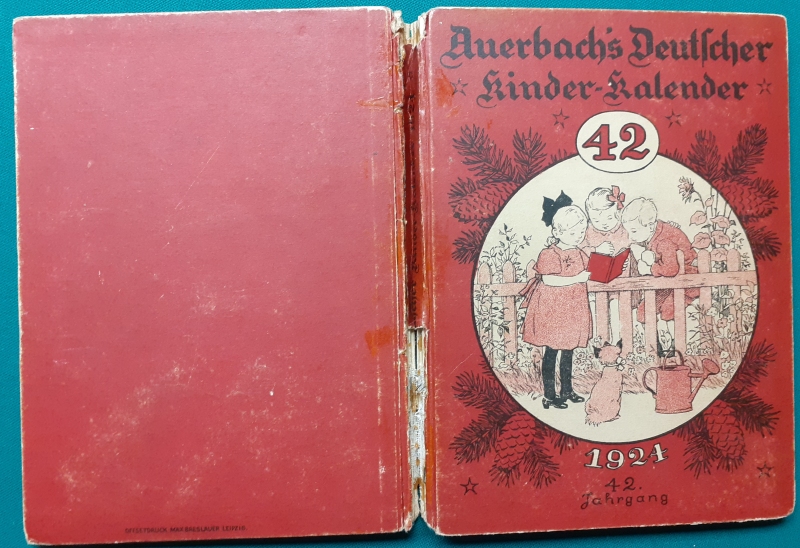 Auerbach's Deutscher
Kinder-Kalender
42
1924
42.
Jahrgang
OFFSETDRUCK MAX BRESLAUER LEIPZIG